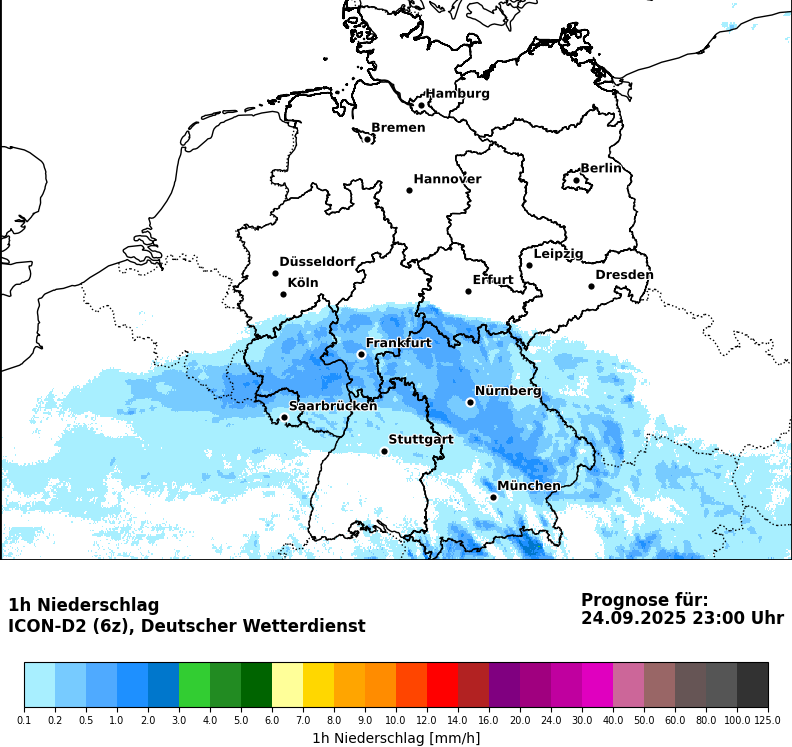 Hamburg
Bremen
Berlin
Hannover
Leipzig
Düsseldorf
Dresden
Köln
Erfurt
Frankfurt
Nürnberg
Saarbrücken
Stuttgart
München
1h Niederschlag
ICON-D2 (6z), Deutscher Wetterdienst
Prognose für:
24.09.2025 23:00 Uhr
0.1 0.2 0.5 1.0 2.0 3.0 4.0 5.0 6.0 7.0 8.0 9.0 10.0 12.0 14.0 16.0 20.0 24.0 30.0 40.0 50.0 60.0 80.0 100.0 125.0
1h Niederschlag [mm/h]